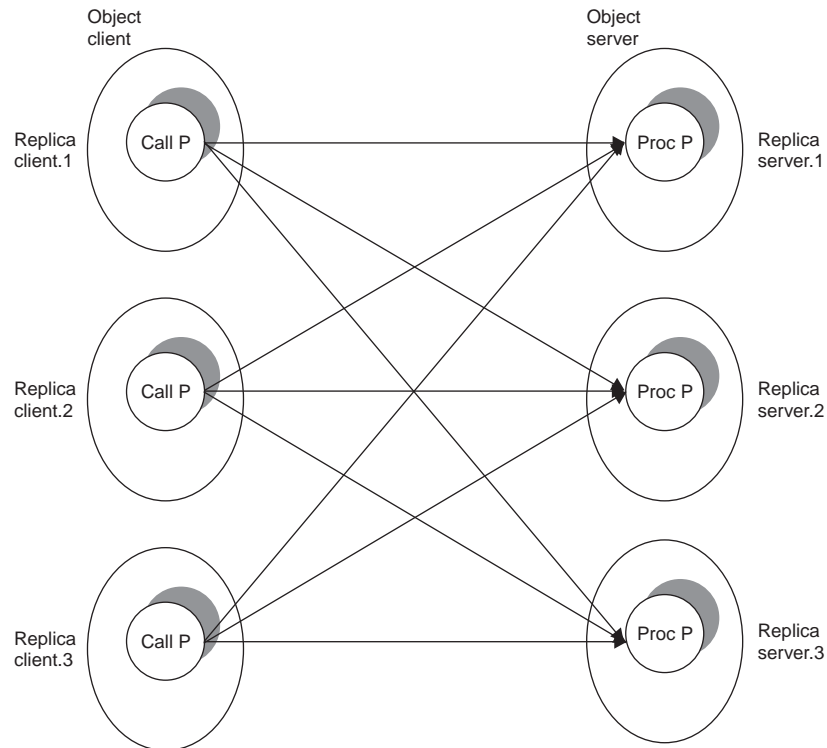 Object
client
Object
server
Replica
client.1
Call P
Proc P
Replica
server.1
Replica
client.2
Call P
Proc P
Replica
server.2
Replica
client.3
Call P
Proc P
Replica
server.3